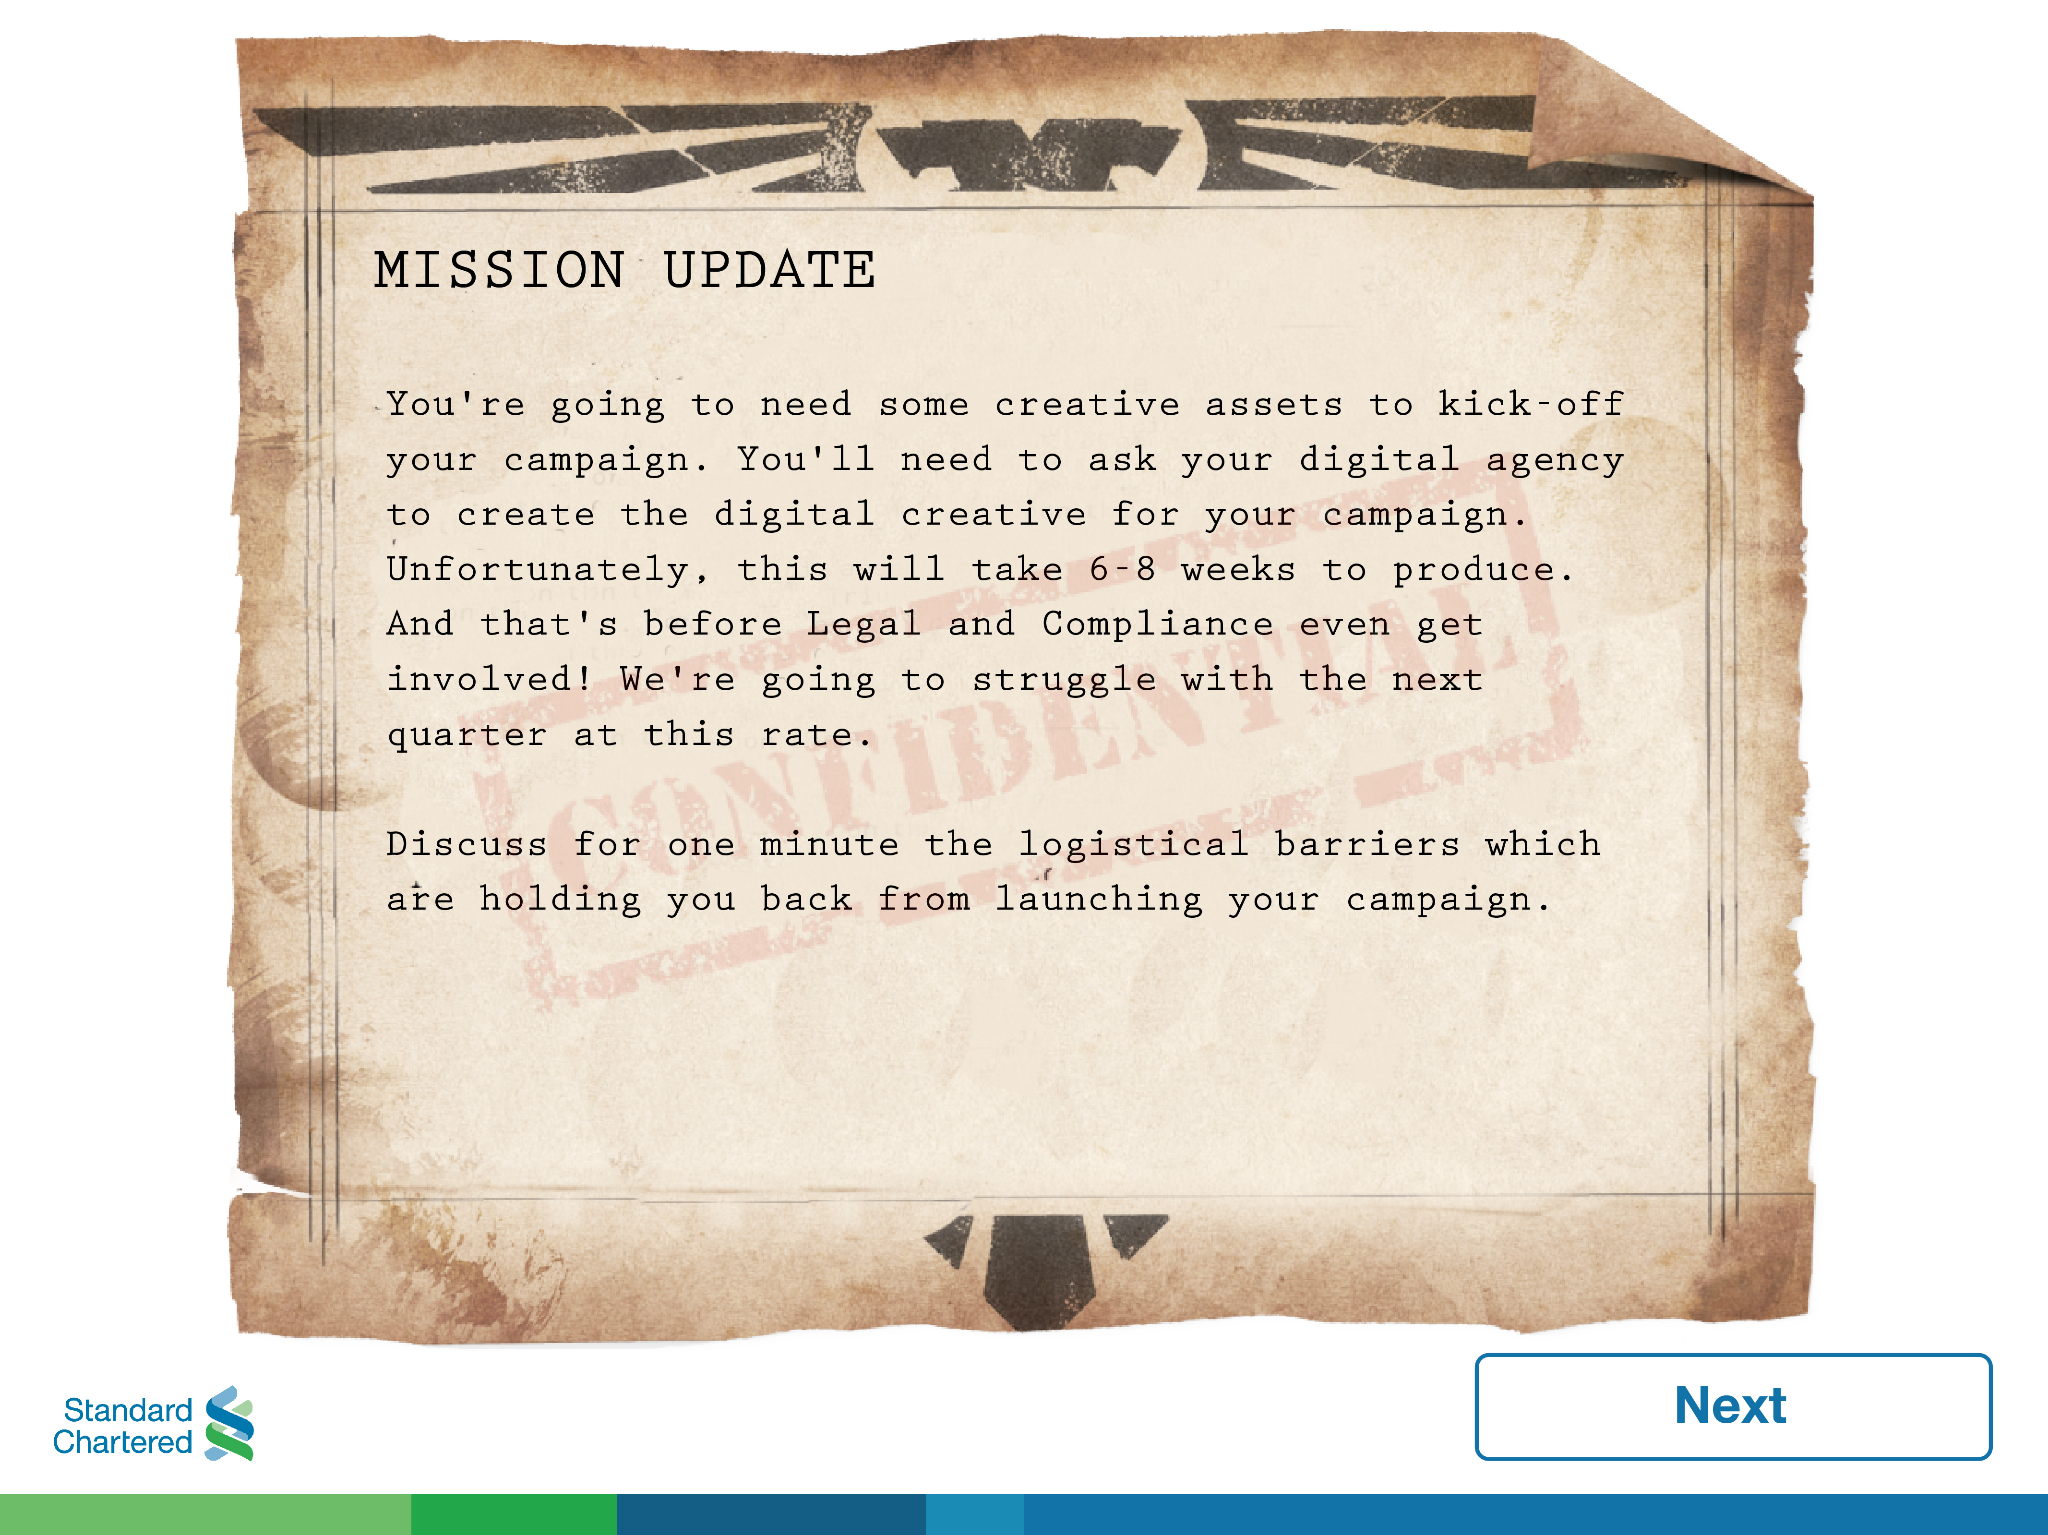 MISSION UPDATE
You're going to need some creative assets to kick-off
your campaign. You'll need to ask your digital agency
to create the digital creative for your campaign.
Unfortunately, this will take 6-8 weeks to produce.
And that's before Legal and Compliance even get
involved! We're going to struggle with the next
quarter at this rate.
Discuss for one minute the logistical barriers which
are holding you back from launching your campaign.
CONFIDENTIAL
Standard
Chartered
Next